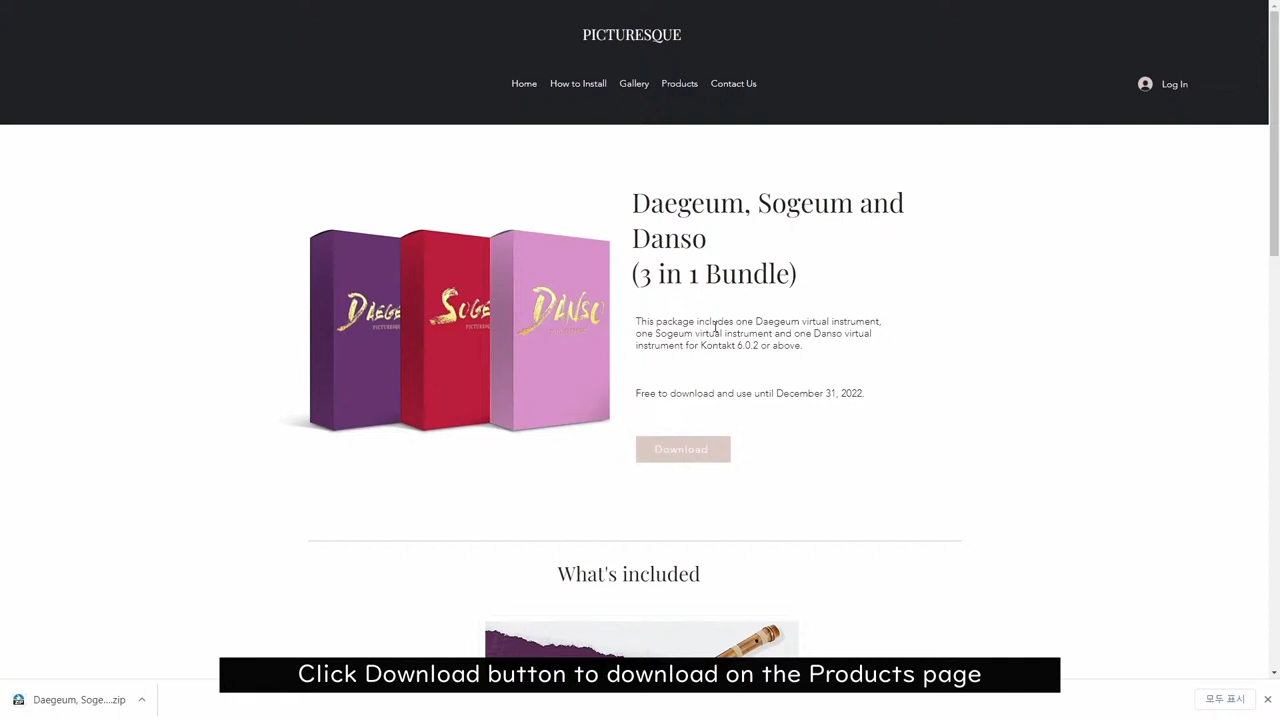 PICTURESQUE
Home How to Install Gallery Products Contact Us
Log In
Daegeum, Sogeum and
Danso
(3 in 1 Bundle)
DAEGE
SOGE
DANSO
This package includes one Daegeum virtual instrument,
one Sogeum virtual instrument and one Danso virtual
instrument for Kontakt 6.0.2 or above.
Free to download and use until December 31, 2022.
Download
What's included
Click Download button to download on the Products page
Daegeum, Soge....zip
모두 표시